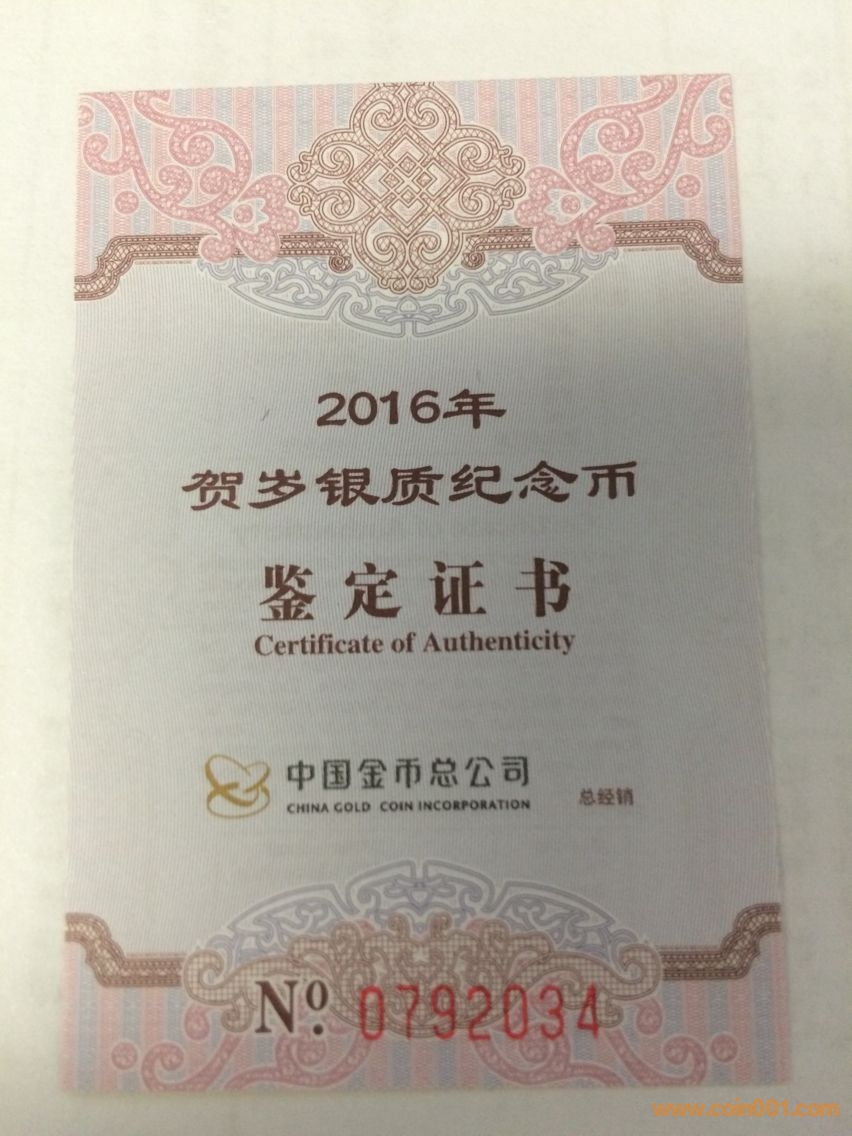 2016年
贺岁银质纪念币
鉴定证书
Certificate of Authenticity
中国金币总公司
CHINA GOLD COIN INCORPORATION
总经销
Nº. 0792034
www.coin001.com